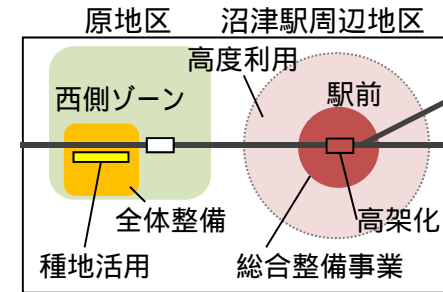 原地区
沼津駅周辺地区
高度利用
西側ゾーン
駅前
全体整備
高架化
種地活用
総合整備事業